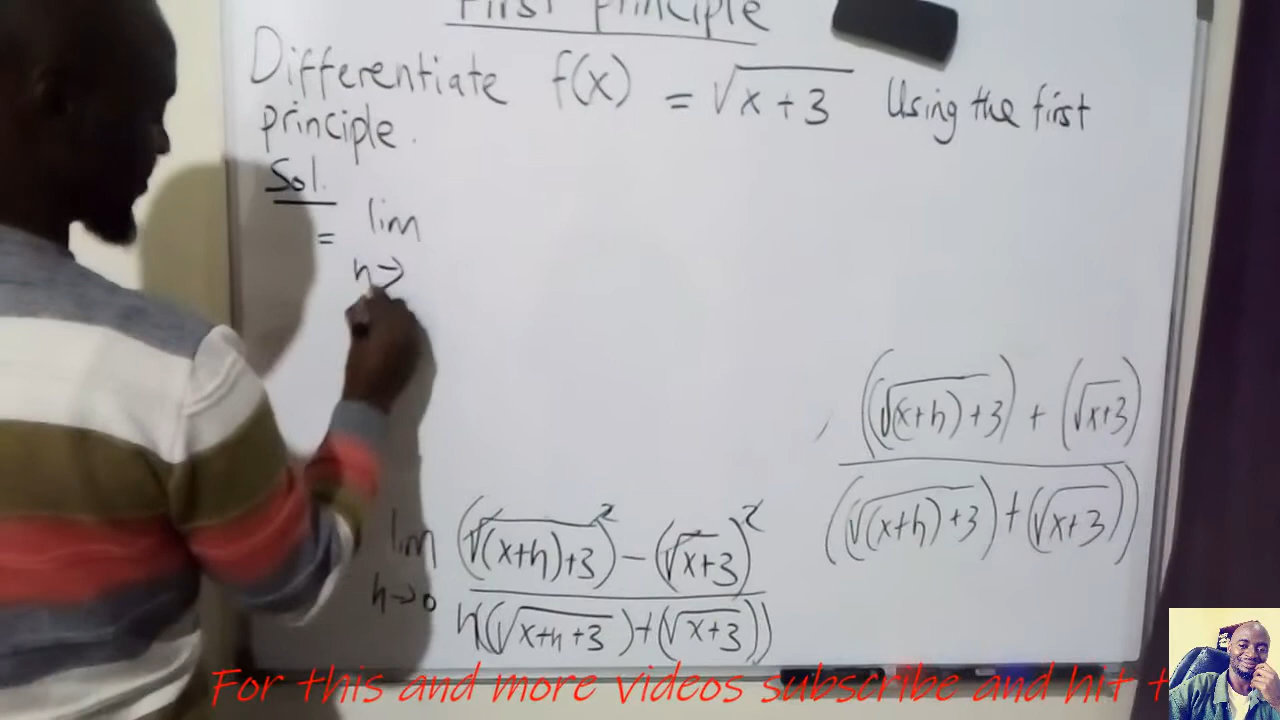 First principle
Differentiate f(x) = √x+3 Using the first
principle.
Sol.
= lim
h→
((√(x+h)+3) + (√x+3)
((√(x+h)+3)+(√x+3))
lim (√(x+h)+3)² − (√x+3)²
h→0 h((√x+h+3)+(√x+3))
For this and more videos subscribe and hit t